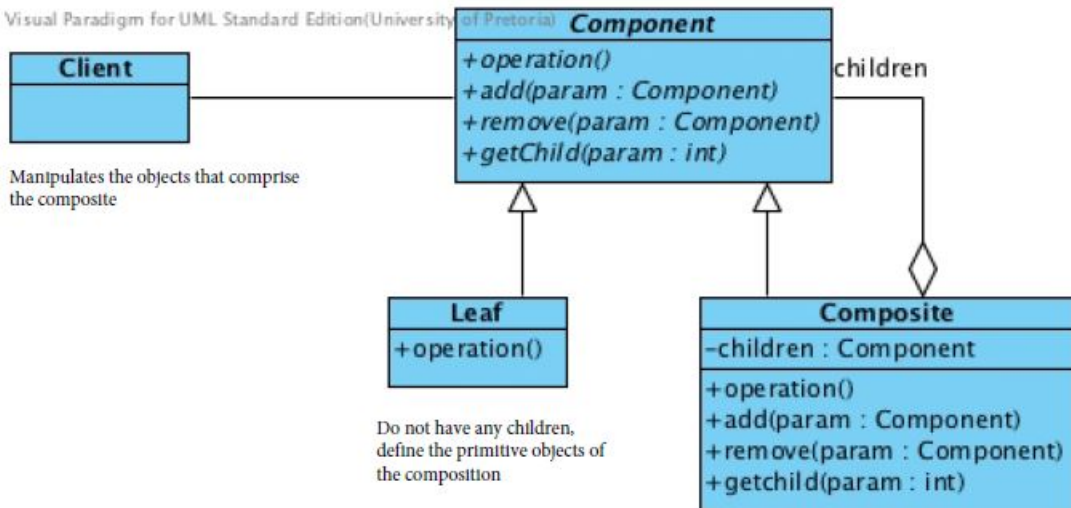 Visual Paradigm for UML Standard Edition(University of Pretoria)
Component
+operation()
+add(param : Component)
+remove(param : Component)
+getChild(param : int)
children
Client
Manipulates the objects that comprise
the composite
Leaf
+operation()
Do not have any children,
define the primitive objects of
the composition
Composite
-children : Component
+operation()
+add(param : Component)
+remove(param : Component)
+getchild(param : int)